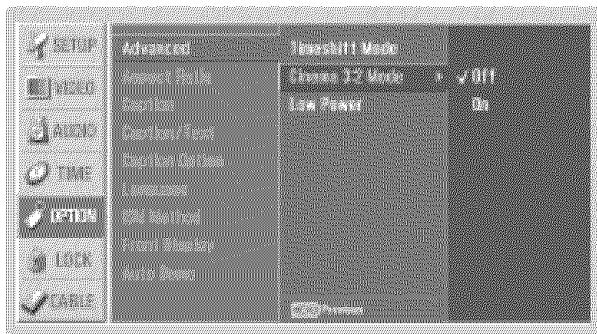 SETUP
VIDEO
AUDIO
TIME
OPTION
LOCK
CABLE
Advanced
Aspect Ratio
Caption
Caption/Text
Caption Option
Language
ISM Method
Front Display
Auto Demo
Timeshift Mode
Cinema 3:2 Mode
Low Power
MENU Previous
✓ Off
On